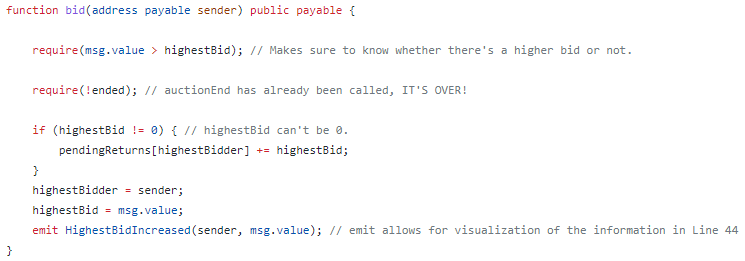 function bid(address payable sender) public payable {
require(msg.value > highestBid); // Makes sure to know whether there's a higher bid or not.
require(!ended); // auctionEnd has already been called, IT'S OVER!
if (highestBid != 0) { // highestBid can't be 0.
pendingReturns[highestBidder] += highestBid;
}
highestBidder = sender;
highestBid = msg.value;
emit HighestBidIncreased(sender, msg.value); // emit allows for visualization of the information in Line 44
}